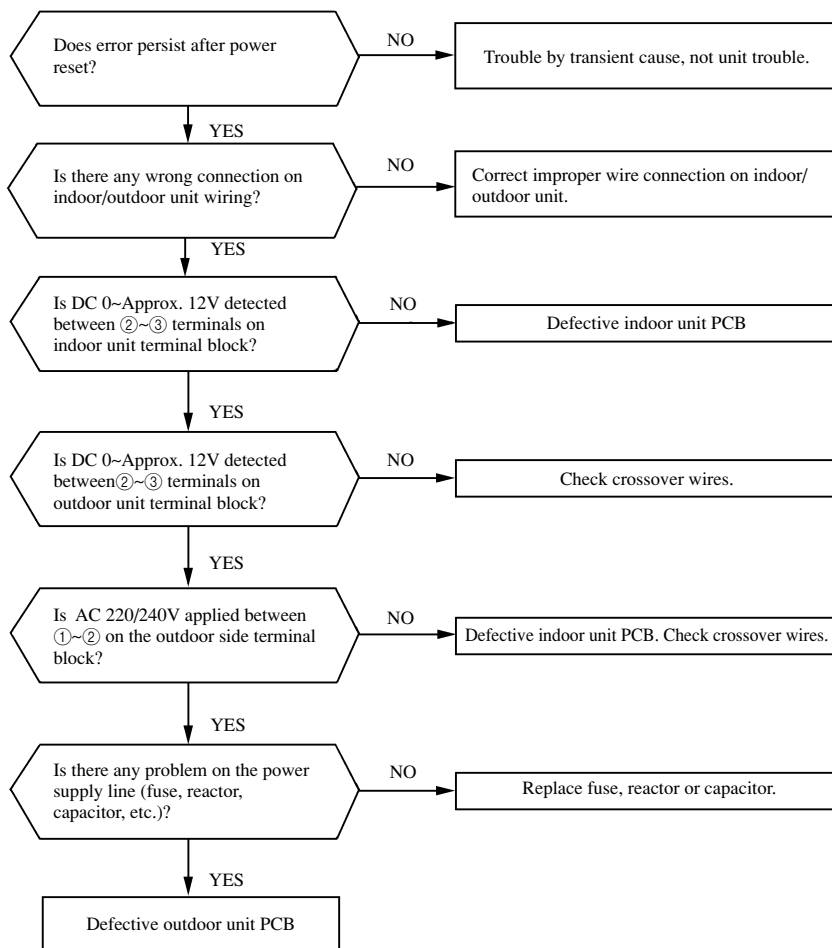 Does error persist after power
reset?
NO
Trouble by transient cause, not unit trouble.
YES
Is there any wrong connection on
indoor/outdoor unit wiring?
NO
Correct improper wire connection on indoor/
outdoor unit.
YES
Is DC 0~Approx. 12V detected
between ②~③ terminals on
indoor unit terminal block?
NO
Defective indoor unit PCB
YES
Is DC 0~Approx. 12V detected
between②~③ terminals on
outdoor unit terminal block?
NO
Check crossover wires.
YES
Is AC 220/240V applied between
①~② on the outdoor side terminal
block?
NO
Defective indoor unit PCB. Check crossover wires.
YES
Is there any problem on the power
supply line (fuse, reactor,
capacitor, etc.)?
NO
Replace fuse, reactor or capacitor.
YES
Defective outdoor unit PCB